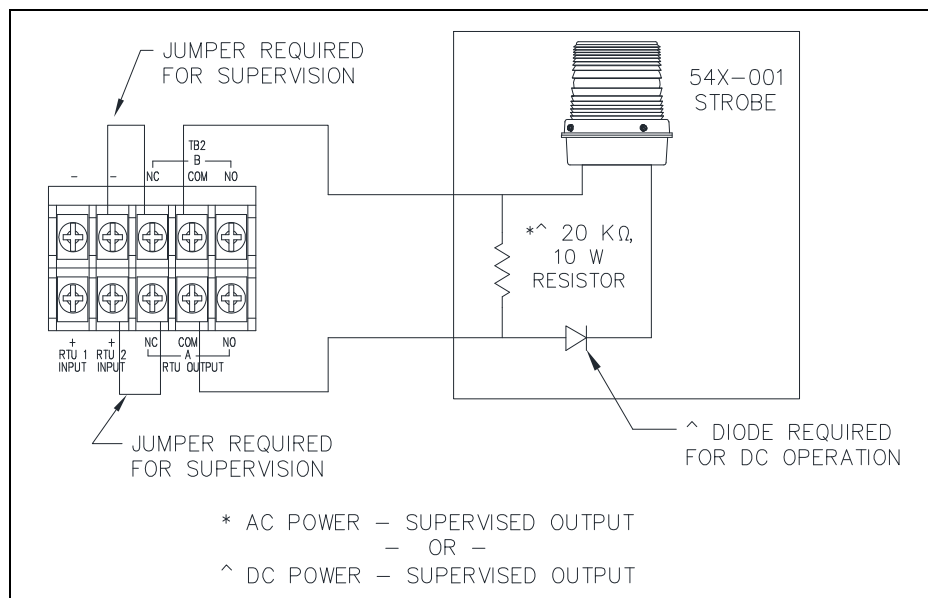 JUMPER REQUIRED
FOR SUPERVISION
54X-001
STROBE
TB2
B
- - NC COM NO
*^ 20 KΩ,
10 W
RESISTOR
+ + NC COM NO
RTU 1 RTU 2 A
INPUT INPUT RTU OUTPUT
JUMPER REQUIRED
FOR SUPERVISION
^ DIODE REQUIRED
FOR DC OPERATION
* AC POWER - SUPERVISED OUTPUT
- OR -
^ DC POWER - SUPERVISED OUTPUT